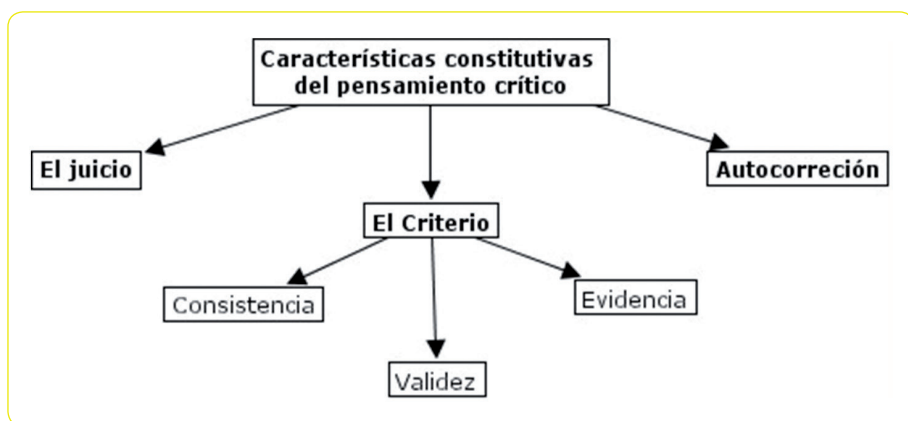 Características constitutivas
del pensamiento crítico
El juicio
Autocorreción
El Criterio
Consistencia
Evidencia
Validez